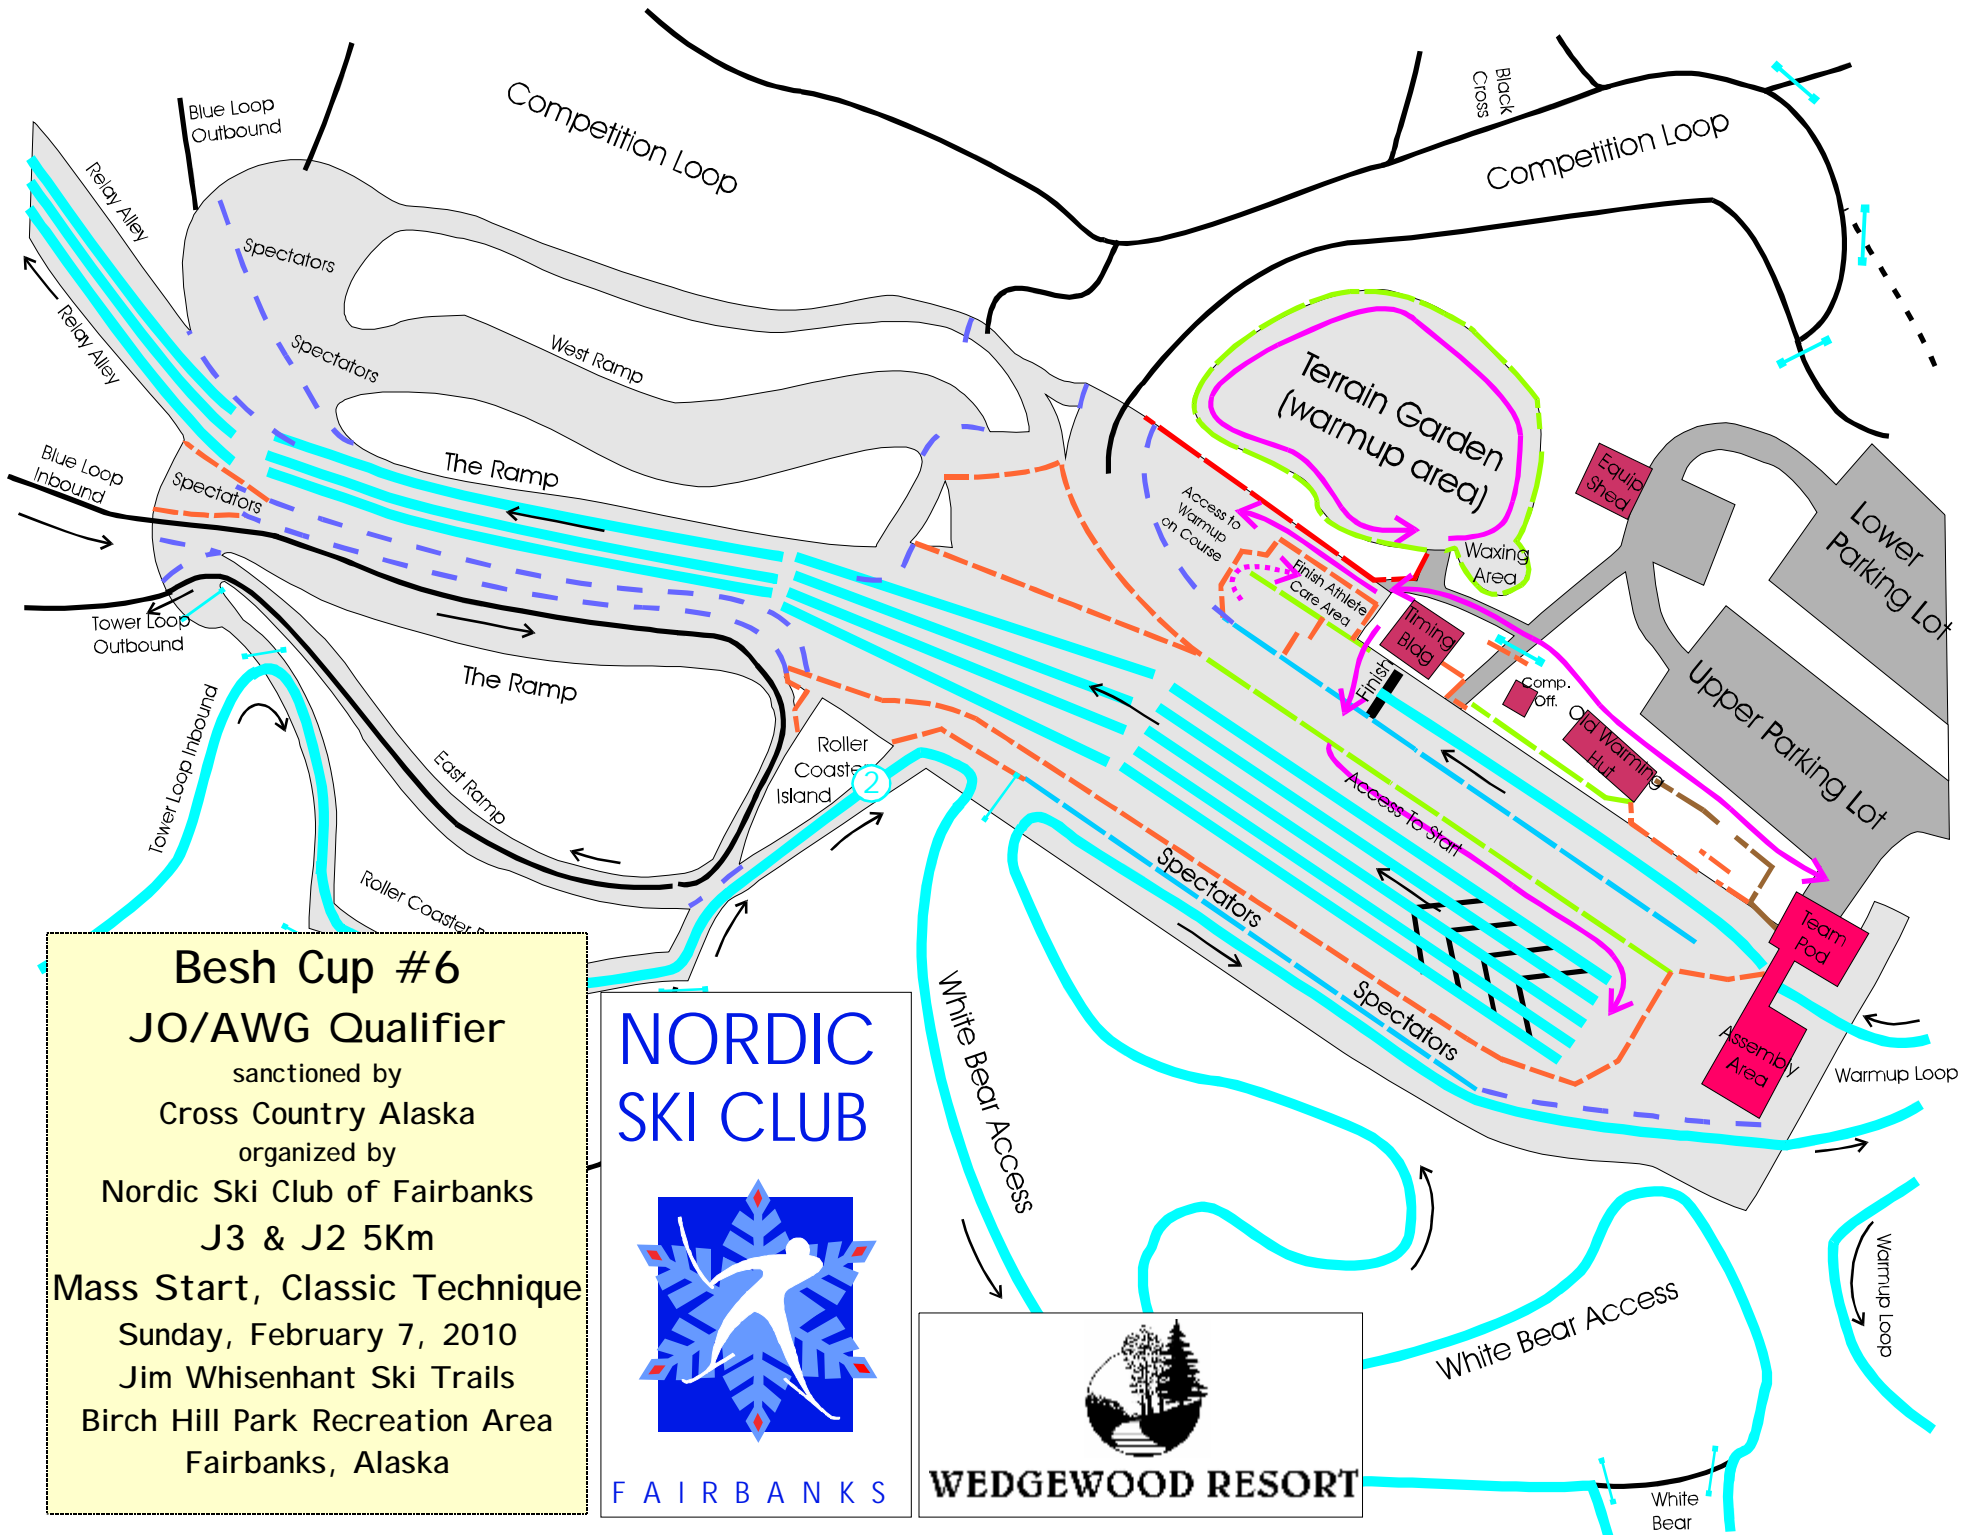 Blue Loop
Outbound
Competition Loop
Black
Cross
Competition Loop
Relay Alley
Relay Alley
Spectators
Spectators
West Ramp
Terrain Garden
(warmup area)
Equip
Shed
Lower
Parking Lot
Blue Loop
Inbound
Spectators
The Ramp
Access to
Warmup
on Course
Waxing
Area
Finish Athlete
Care Area
Timing
Bldg
Finish
Comp.
Off.
Old Warming
Hut
Upper Parking Lot
Tower Loop
Outbound
The Ramp
Tower Loop Inbound
East Ramp
Roller
Coaster
Island
2
Access To Start
Roller Coaster
Spectators
Spectators
Team
Pod
Assembly
Area
Warmup Loop
White Bear Access
Warmup Loop
White Bear Access
White
Bear
Besh Cup #6
JO/AWG Qualifier
sanctioned by
Cross Country Alaska
organized by
Nordic Ski Club of Fairbanks
J3 & J2 5Km
Mass Start, Classic Technique
Sunday, February 7, 2010
Jim Whisenhant Ski Trails
Birch Hill Park Recreation Area
Fairbanks, Alaska
NORDIC
SKI CLUB
FAIRBANKS
WEDGEWOOD RESORT